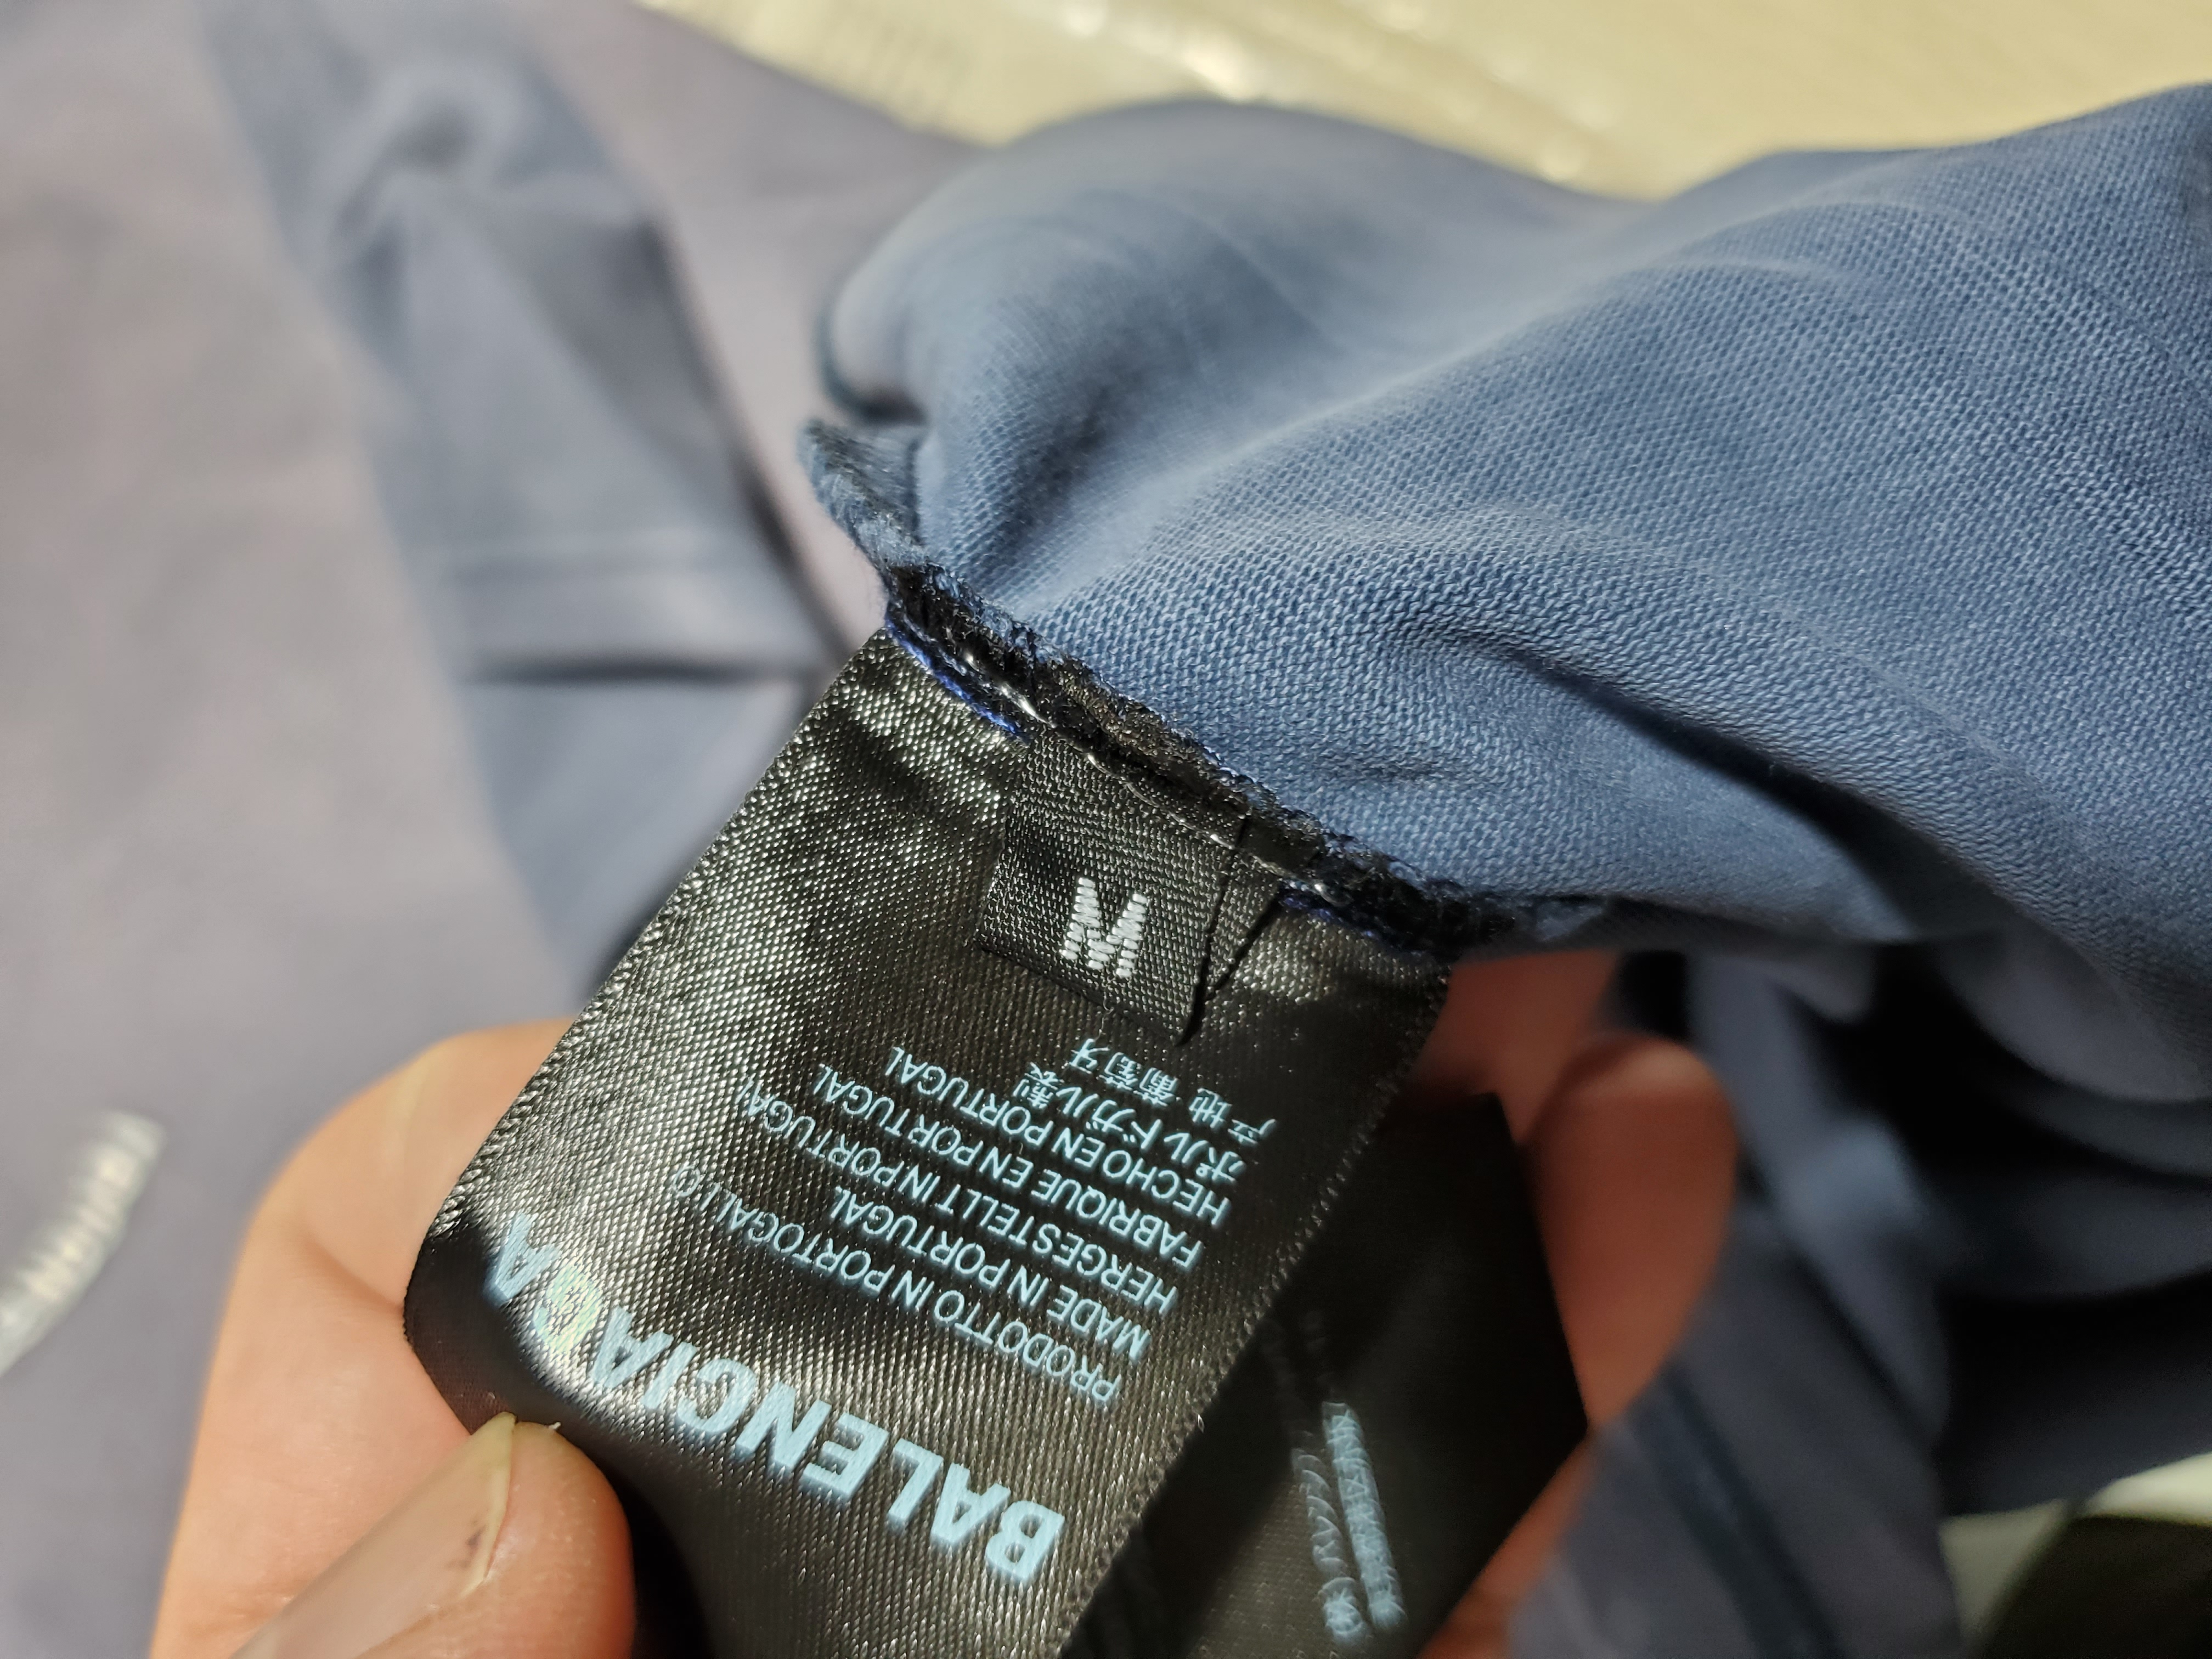 BALENCIAGA
PRODOTTO IN PORTOGALLO
MADE IN PORTUGAL
HERGESTELLT IN PORTUGAL
FABRIQUE EN PORTUGAL
HECHO EN PORTUGAL
ポルトガル製
产地 葡萄牙
M